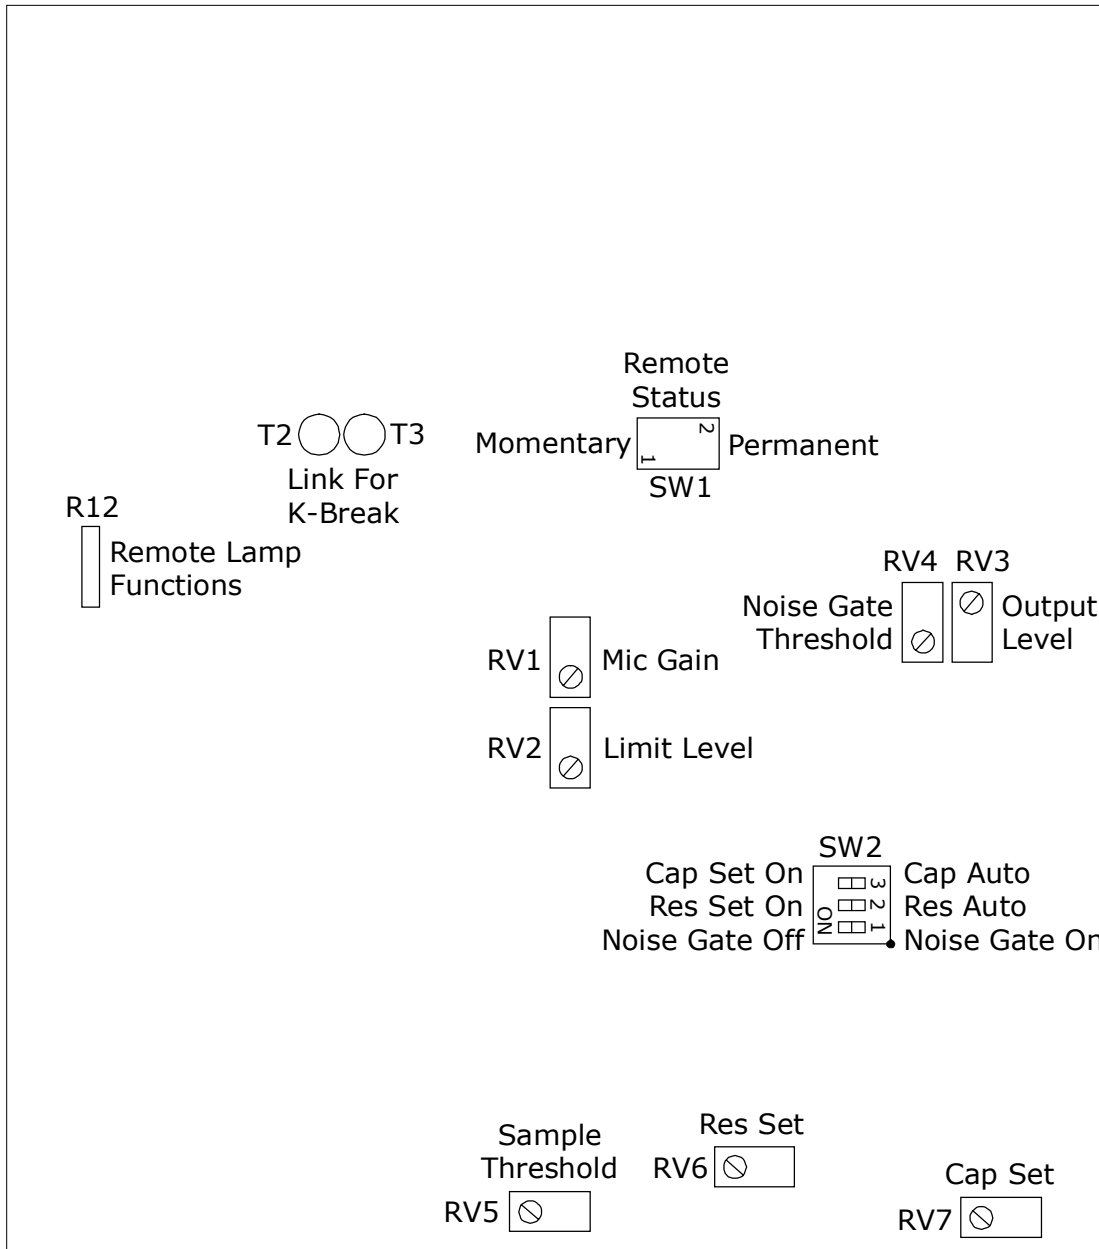 Remote
Status
T2
T3
Momentary
1
2
Permanent
SW1
Link For
K-Break
R12
Remote Lamp
Functions
RV4
RV3
Noise Gate
Threshold
Output
Level
RV1
Mic Gain
RV2
Limit Level
SW2
Cap Set On
3
Cap Auto
Res Set On
2
Res Auto
Noise Gate Off
ON
1
Noise Gate On
Res Set
Sample
Threshold
RV6
Cap Set
RV5
RV7